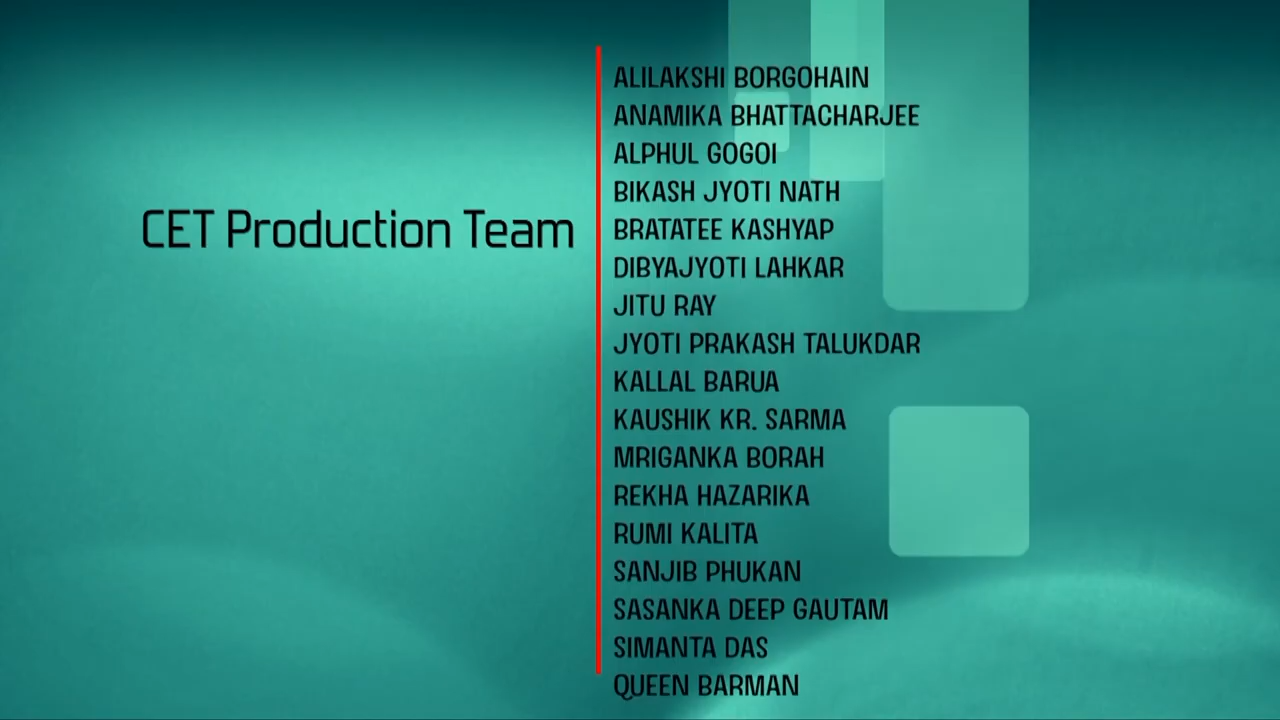 CET Production Team
ALILAKSHI BORGOHAIN
ANAMIKA BHATTACHARJEE
ALPHUL GOGOI
BIKASH JYOTI NATH
BRATATEE KASHYAP
DIBYAJYOTI LAHKAR
JITU RAY
JYOTI PRAKASH TALUKDAR
KALLAL BARUA
KAUSHIK KR. SARMA
MRIGANKA BORAH
REKHA HAZARIKA
RUMI KALITA
SANJIB PHUKAN
SASANKA DEEP GAUTAM
SIMANTA DAS
QUEEN BARMAN